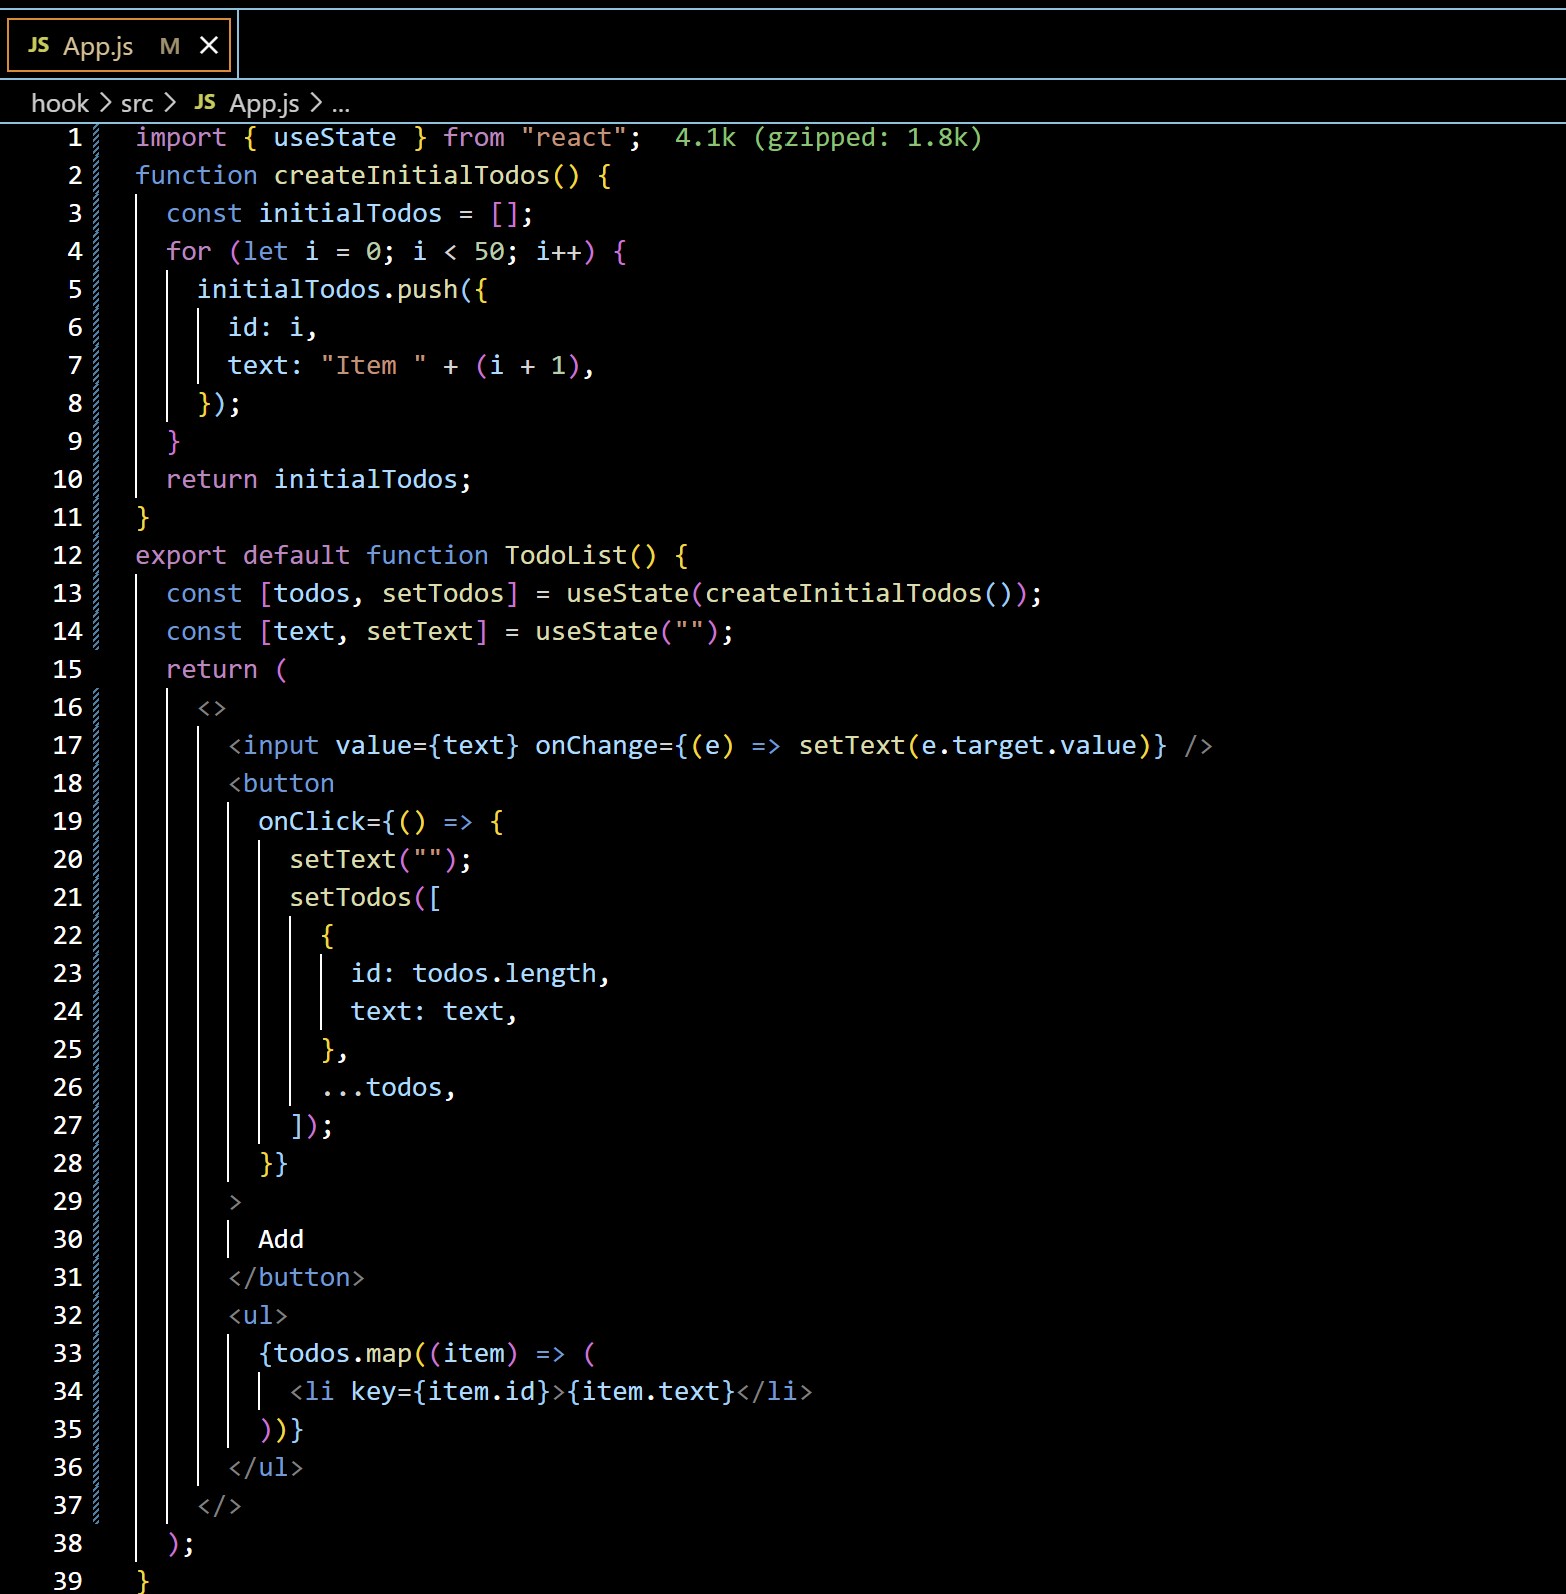 JS App.js M
hook > src > JS App.js > ...
1 import { useState } from "react"; 4.1k (gzipped: 1.8k)
2 function createInitialTodos() {
3   const initialTodos = [];
4   for (let i = 0; i < 50; i++) {
5     initialTodos.push({
6       id: i,
7       text: "Item " + (i + 1),
8     });
9   }
10   return initialTodos;
11 }
12 export default function TodoList() {
13   const [todos, setTodos] = useState(createInitialTodos());
14   const [text, setText] = useState("");
15   return (
16     <>
17       <input value={text} onChange={(e) => setText(e.target.value)} />
18       <button
19         onClick={() => {
20           setText("");
21           setTodos([
22             {
23               id: todos.length,
24               text: text,
25             },
26             ...todos,
27           ]);
28         }}
29       >
30         Add
31       </button>
32       <ul>
33         {todos.map((item) => (
34           <li key={item.id}>{item.text}</li>
35         ))}
36       </ul>
37     </>
38   );
39 }